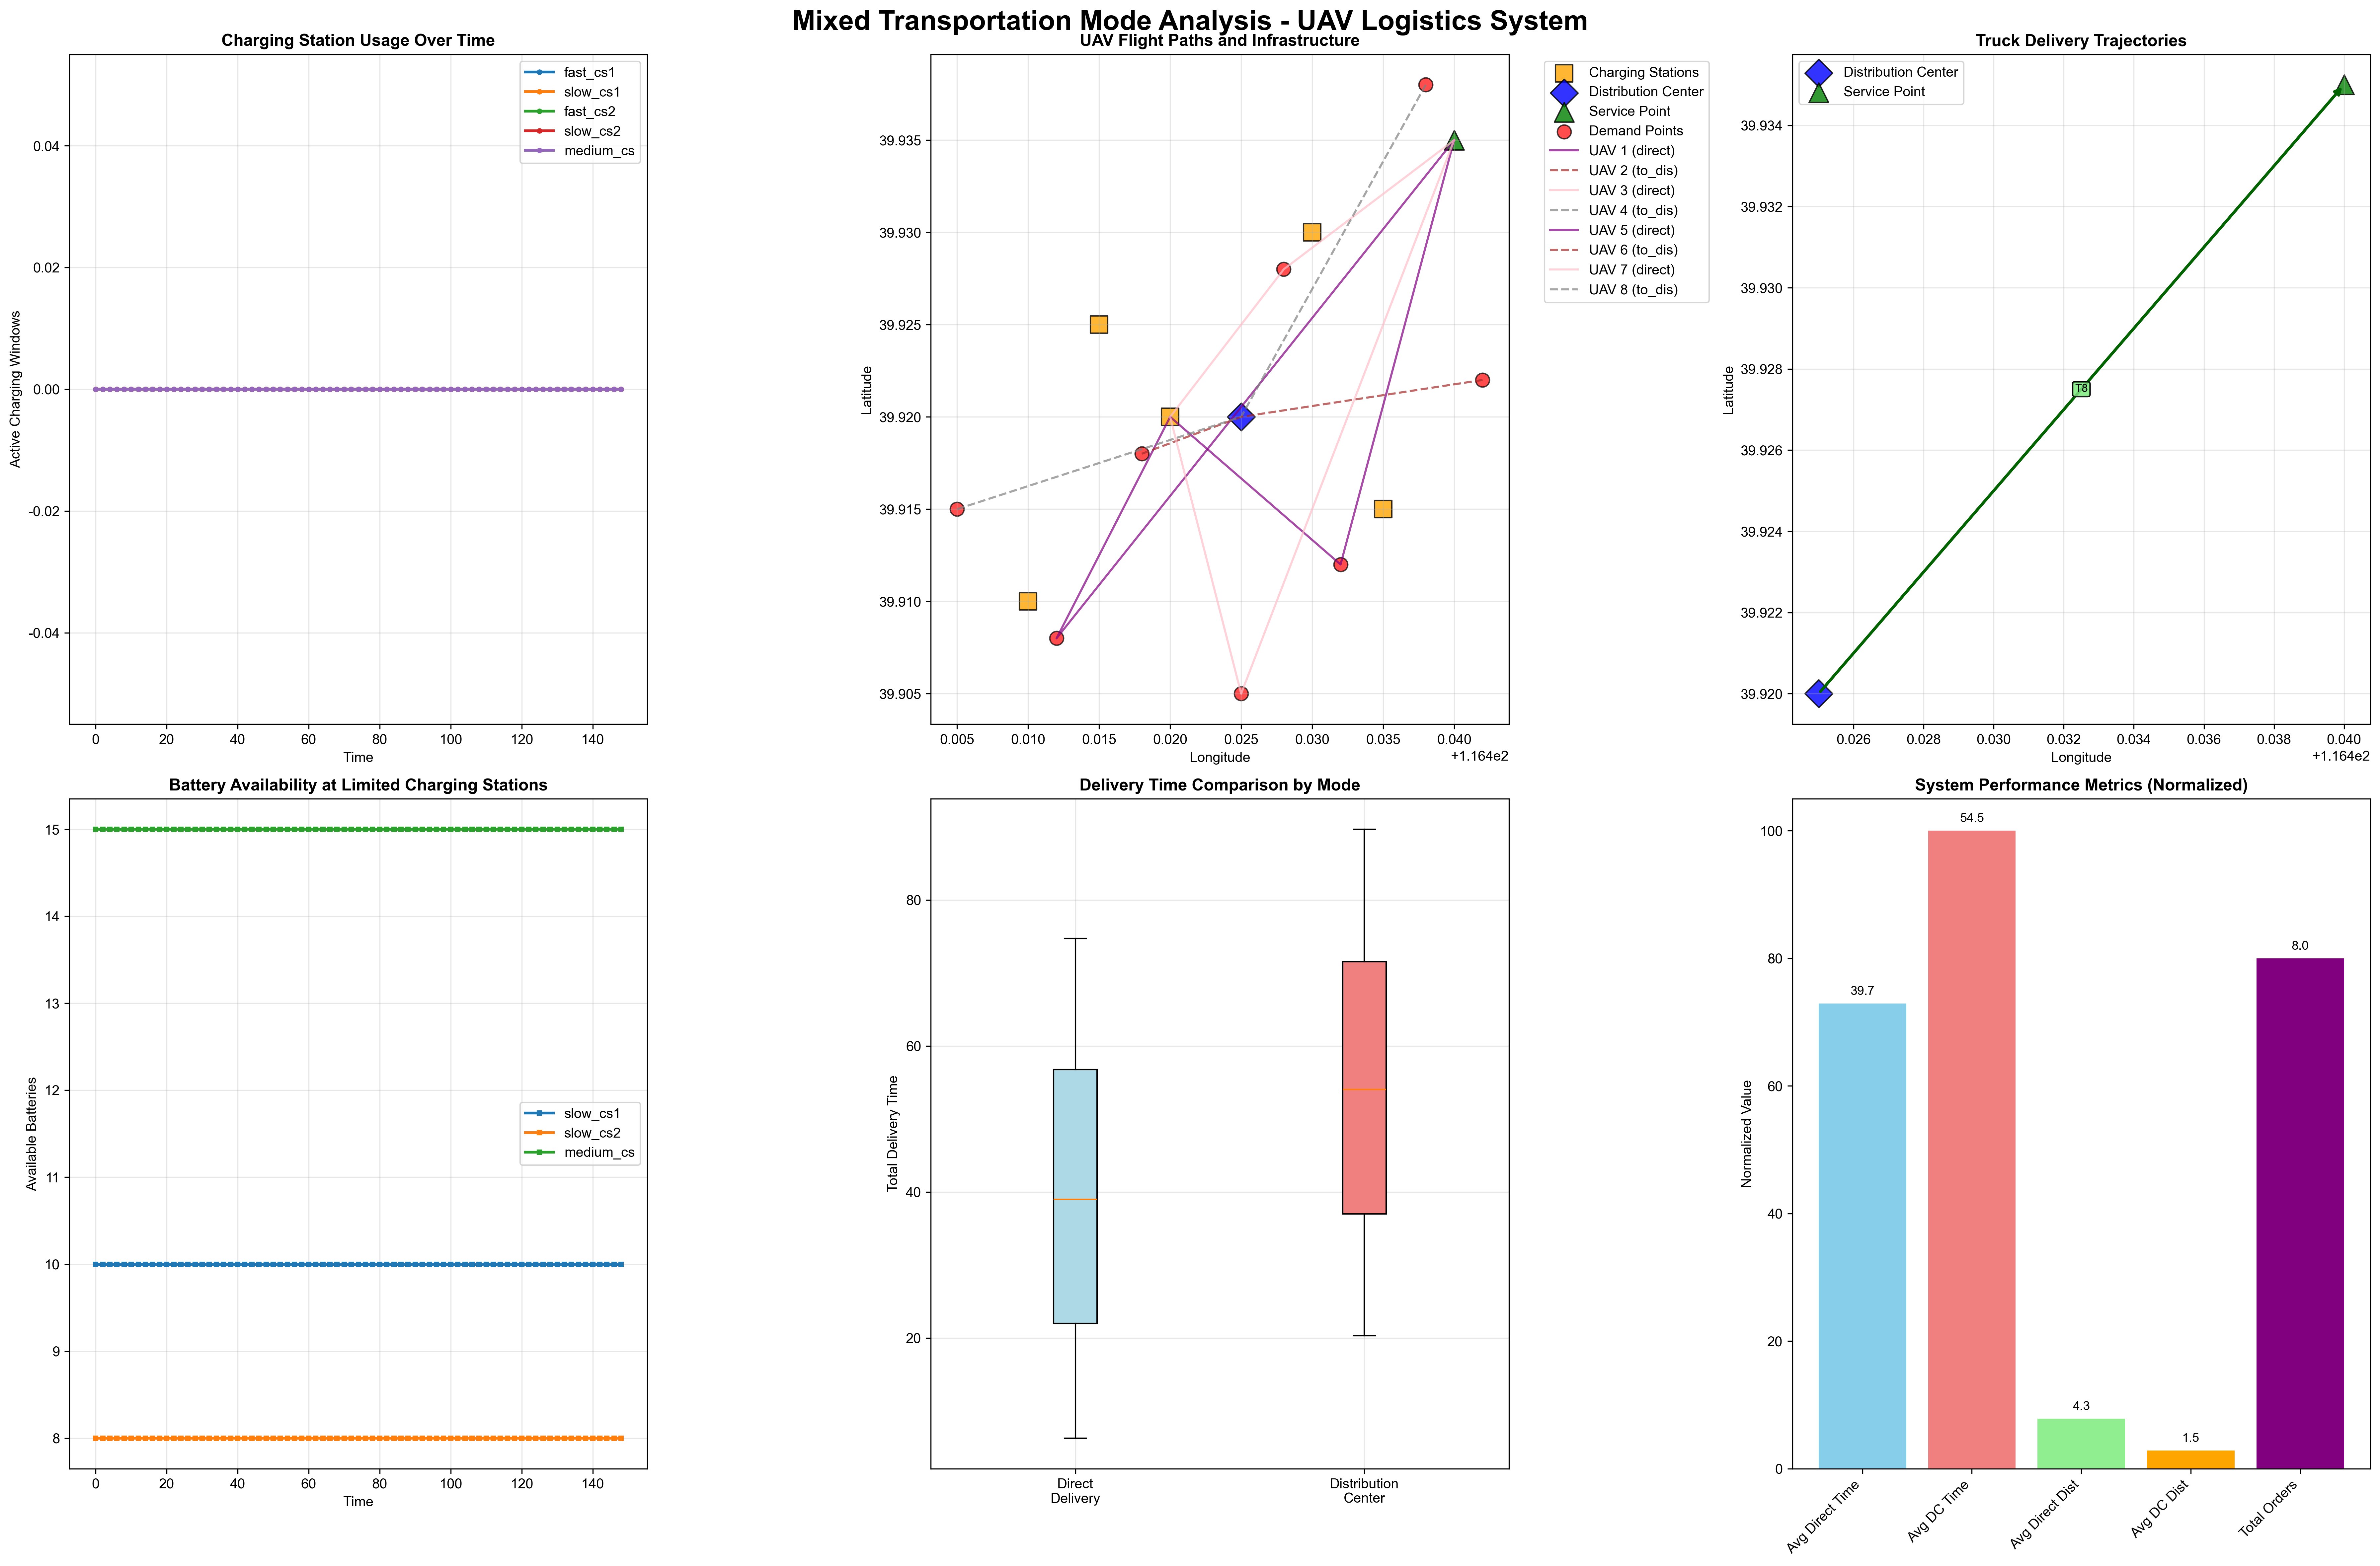 Mixed Transportation Mode Analysis - UAV Logistics System
Charging Station Usage Over Time
Active Charging Windows
0.04
0.02
0.00
-0.02
-0.04
0 20 40 60 80 100 120 140
Time
fast_cs1
slow_cs1
fast_cs2
slow_cs2
medium_cs
UAV Flight Paths and Infrastructure
Latitude
39.935
39.930
39.925
39.920
39.915
39.910
39.905
0.005 0.010 0.015 0.020 0.025 0.030 0.035 0.040
Longitude
+1.164e2
Charging Stations
Distribution Center
Service Point
Demand Points
UAV 1 (direct)
UAV 2 (to_dis)
UAV 3 (direct)
UAV 4 (to_dis)
UAV 5 (direct)
UAV 6 (to_dis)
UAV 7 (direct)
UAV 8 (to_dis)
Truck Delivery Trajectories
Distribution Center
Service Point
Latitude
39.934
39.932
39.930
39.928
39.926
39.924
39.922
39.920
T8
0.026 0.028 0.030 0.032 0.034 0.036 0.038 0.040
Longitude
+1.164e2
Battery Availability at Limited Charging Stations
Available Batteries
15
14
13
12
11
10
9
8
slow_cs1
slow_cs2
medium_cs
0 20 40 60 80 100 120 140
Time
Delivery Time Comparison by Mode
Total Delivery Time
80
60
40
20
Direct
Delivery
Distribution
Center
System Performance Metrics (Normalized)
Normalized Value
100
80
60
40
20
0
39.7
54.5
4.3
1.5
8.0
Avg Direct Time
Avg DC Time
Avg Direct Dist
Avg DC Dist
Total Orders